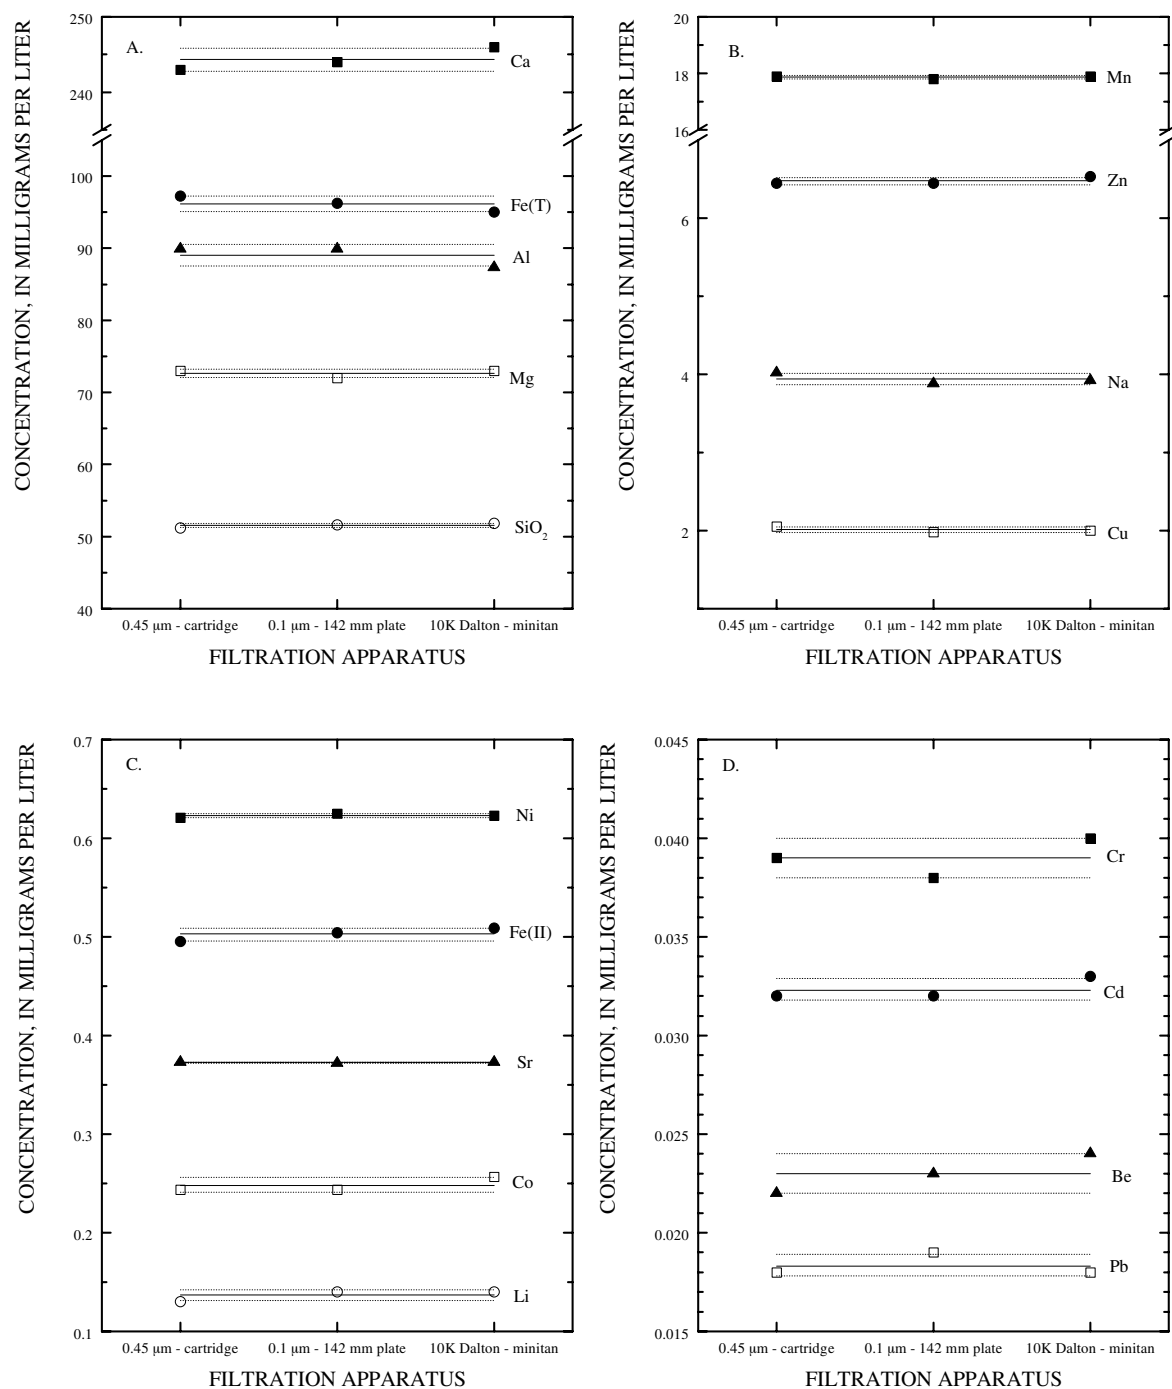 A.
CONCENTRATION, IN MILLIGRAMS PER LITER
250
240
100
90
80
70
60
50
40
Ca
Fe(T)
Al
Mg
SiO₂
0.45 μm - cartridge 0.1 μm - 142 mm plate 10K Dalton - minitan
FILTRATION APPARATUS
B.
CONCENTRATION, IN MILLIGRAMS PER LITER
20
18
16
6
4
2
Mn
Zn
Na
Cu
0.45 μm - cartridge 0.1 μm - 142 mm plate 10K Dalton - minitan
FILTRATION APPARATUS
C.
CONCENTRATION, IN MILLIGRAMS PER LITER
0.7
0.6
0.5
0.4
0.3
0.2
0.1
Ni
Fe(II)
Sr
Co
Li
0.45 μm - cartridge 0.1 μm - 142 mm plate 10K Dalton - minitan
FILTRATION APPARATUS
D.
CONCENTRATION, IN MILLIGRAMS PER LITER
0.045
0.040
0.035
0.030
0.025
0.020
0.015
Cr
Cd
Be
Pb
0.45 μm - cartridge 0.1 μm - 142 mm plate 10K Dalton - minitan
FILTRATION APPARATUS